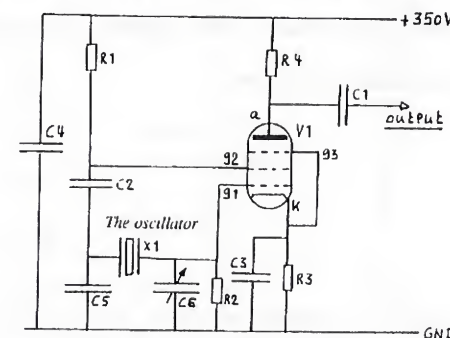 +350V
R1
R4
C1
a
V1
output
C4
g2
g3
C2
g1
K
The oscillator
X1
C3
R3
C5
C6
R2
GND